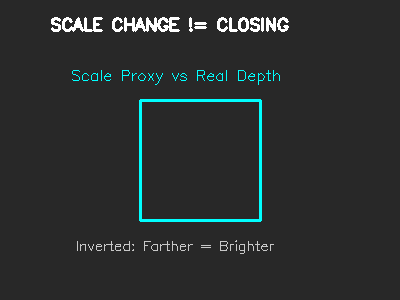 SCALE CHANGE != CLOSING
Scale Proxy vs Real Depth
Inverted: Farther = Brighter